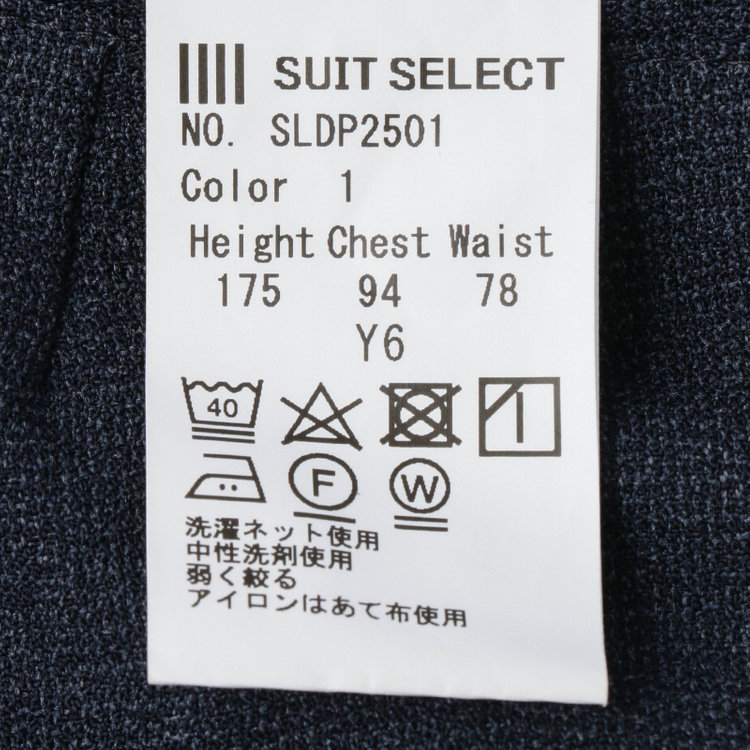 SUIT SELECT
NO. SLDP2501
Color 1
Height Chest Waist
175 94 78
Y6
40
F W
洗濯ネット使用
中性洗剤使用
弱く絞る
アイロンはあて布使用